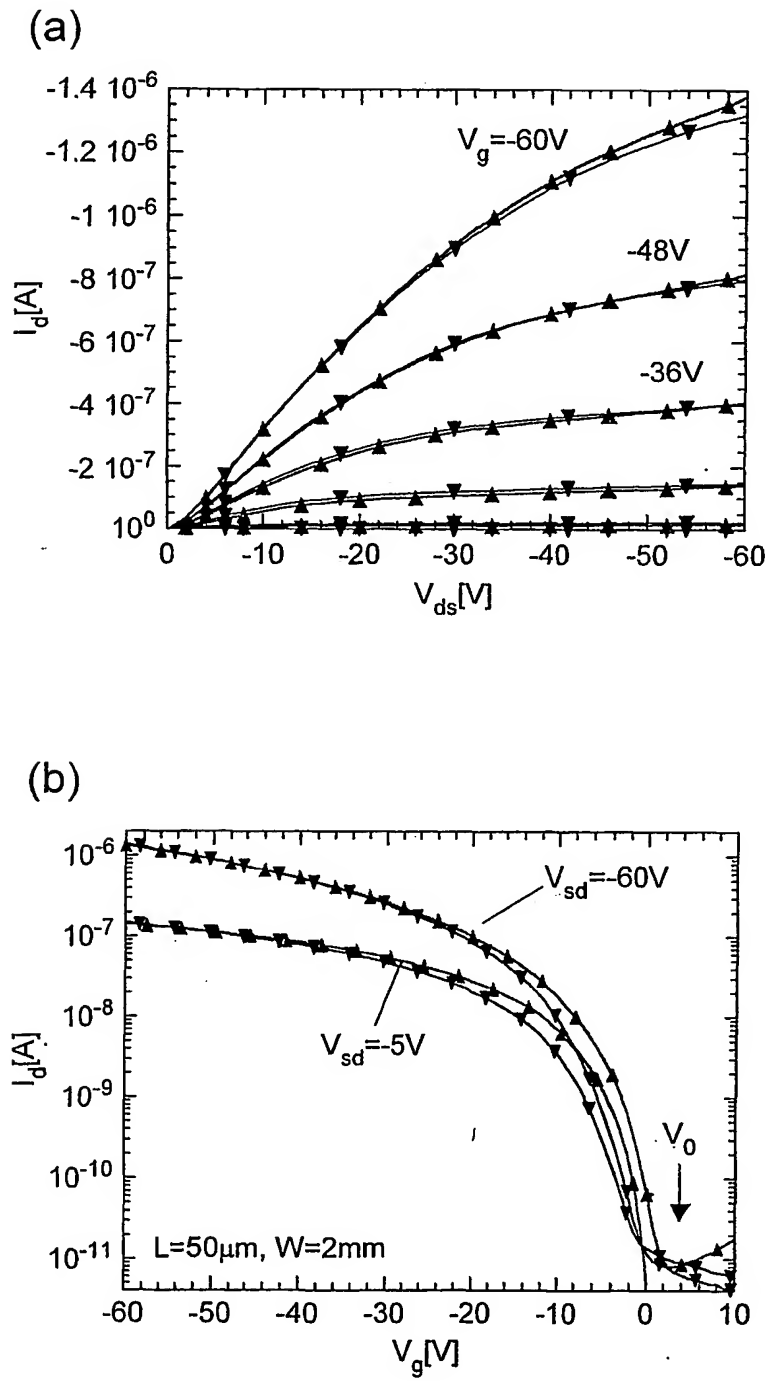 (a)
-1.4 10-6
-1.2 10-6
-1 10-6
-8 10-7
-6 10-7
-4 10-7
-2 10-7
100
Id[A]
Vg=-60V
-48V
-36V
0 -10 -20 -30 -40 -50 -60
Vds[V]
(b)
10-6
10-7
10-8
10-9
10-10
10-11
Id[A]
Vsd=-60V
Vsd=-5V
V0
L=50µm, W=2mm
-60 -50 -40 -30 -20 -10 0 10
Vg[V]